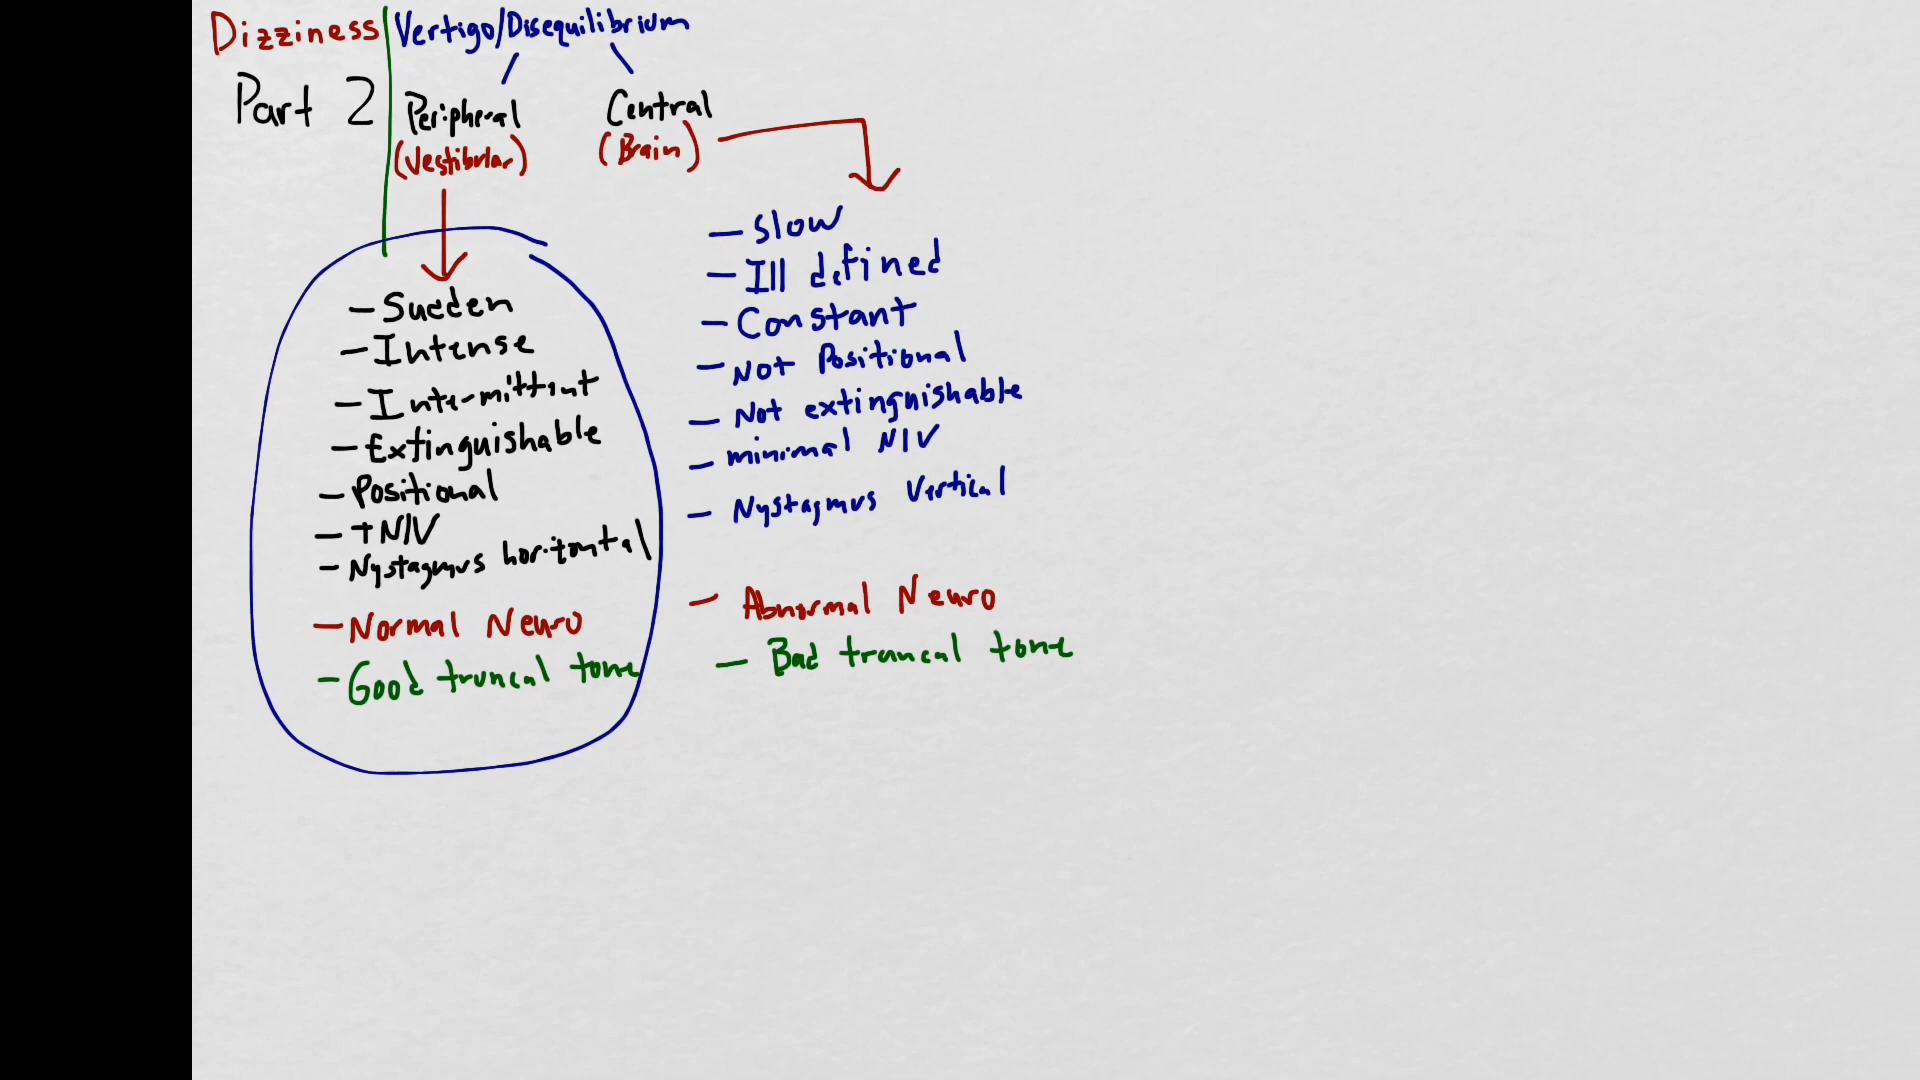 Dizziness
Part 2
Vertigo/Disequilibrium
Peripheral
(Vestibular)
Central
(Brain)
- Sudden
- Intense
- Intermittent
- Extinguishable
- Positional
- + N/V
- Nystagmus horizontal
- Normal Neuro
- Good truncal tone
- Slow
- Ill defined
- Constant
- Not Positional
- Not extinguishable
- minimal N/V
- Nystagmus Vertical
- Abnormal Neuro
- Bad truncal tone